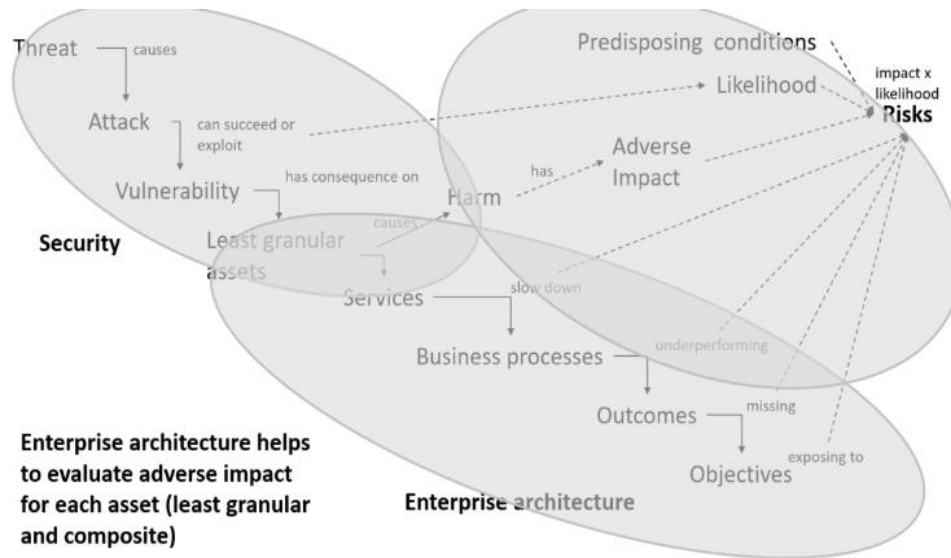 Threat
causes
Predisposing conditions
impact x
likelihood
Likelihood
Risks
Attack
can succeed or
exploit
Adverse
Impact
has
Vulnerability
has consequence on
Harm
causes
Security
Least granular
assets
Services
slow down
Business processes
underperforming
Outcomes
missing
Objectives
exposing to
Enterprise architecture helps
to evaluate adverse impact
for each asset (least granular
and composite)
Enterprise architecture